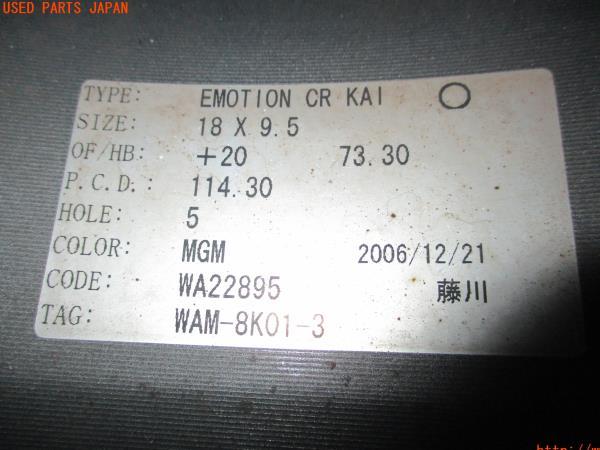 USED PARTS JAPAN
TYPE: EMOTION CR KAI ○
SIZE: 18 X 9.5
OF/HB: +20 73.30
P.C.D.: 114.30
HOLE: 5
COLOR: MGM 2006/12/21
CODE: WA22895 藤川
TAG: WAM-8K01-3